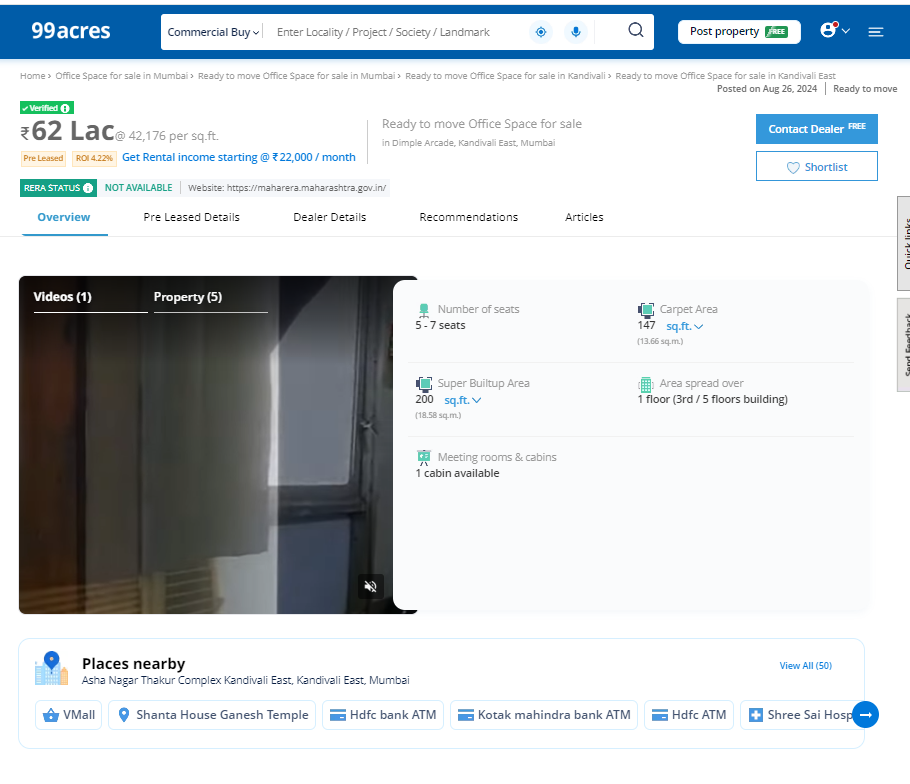 99acres
Commercial Buy
Enter Locality / Project / Society / Landmark
Post property FREE
Home › Office Space for sale in Mumbai › Ready to move Office Space for sale in Mumbai › Ready to move Office Space for sale in Kandivali › Ready to move Office Space for sale in Kandivali East
Posted on Aug 26, 2024 | Ready to move
Verified
₹62 Lac @ 42,176 per sq.ft.
Ready to move Office Space for sale
in Dimple Arcade, Kandivali East, Mumbai
Contact Dealer FREE
Pre Leased ROI 4.22% Get Rental income starting @ ₹22,000 / month
Shortlist
RERA STATUS NOT AVAILABLE Website: https://maharera.maharashtra.gov.in/
Overview Pre Leased Details Dealer Details Recommendations Articles
Quick links
Send Feedback
Videos (1) Property (5)
Number of seats
5 - 7 seats
Carpet Area
147 sq.ft.
(13.66 sq.m.)
Super Builtup Area
200 sq.ft.
(18.58 sq.m.)
Area spread over
1 floor (3rd / 5 floors building)
Meeting rooms & cabins
1 cabin available
Places nearby
Asha Nagar Thakur Complex Kandivali East, Kandivali East, Mumbai
View All (50)
VMall Shanta House Ganesh Temple Hdfc bank ATM Kotak mahindra bank ATM Hdfc ATM Shree Sai Hosp